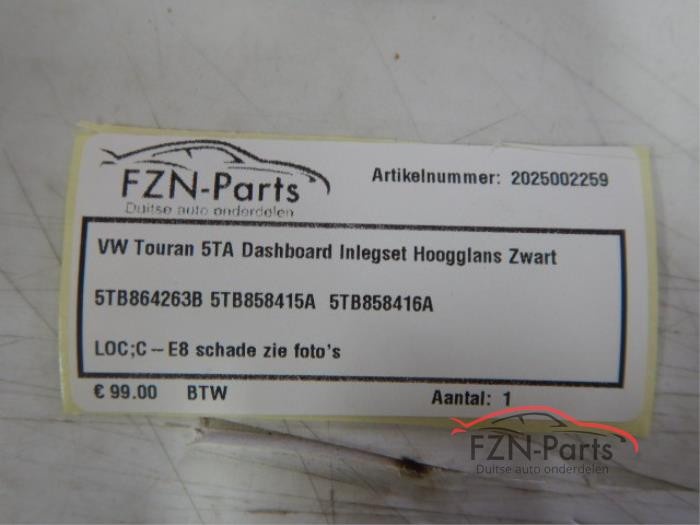 FZN-Parts
Duitse auto onderdelen
Artikelnummer: 2025002259
VW Touran 5TA Dashboard Inlegset Hoogglans Zwart
5TB864263B 5TB858415A 5TB858416A
LOC;C-E8 schade zie foto's
€ 99.00 BTW Aantal: 1
FZN-Parts
Duitse auto onderdelen